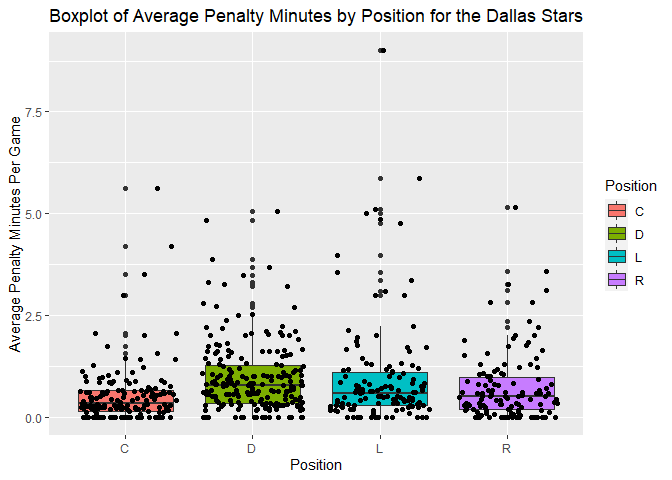 Boxplot of Average Penalty Minutes by Position for the Dallas Stars
Average Penalty Minutes Per Game
7.5
5.0
2.5
0.0
C
D
L
R
Position
Position
C
D
L
R